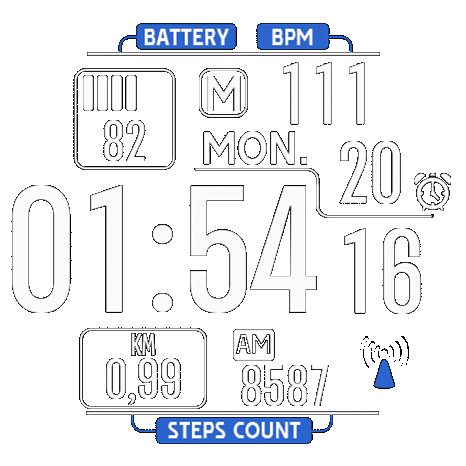 BATTERY BPM
M 111
82 MON.
20
01:54
16
KM AM
0,99 8587
STEPS COUNT